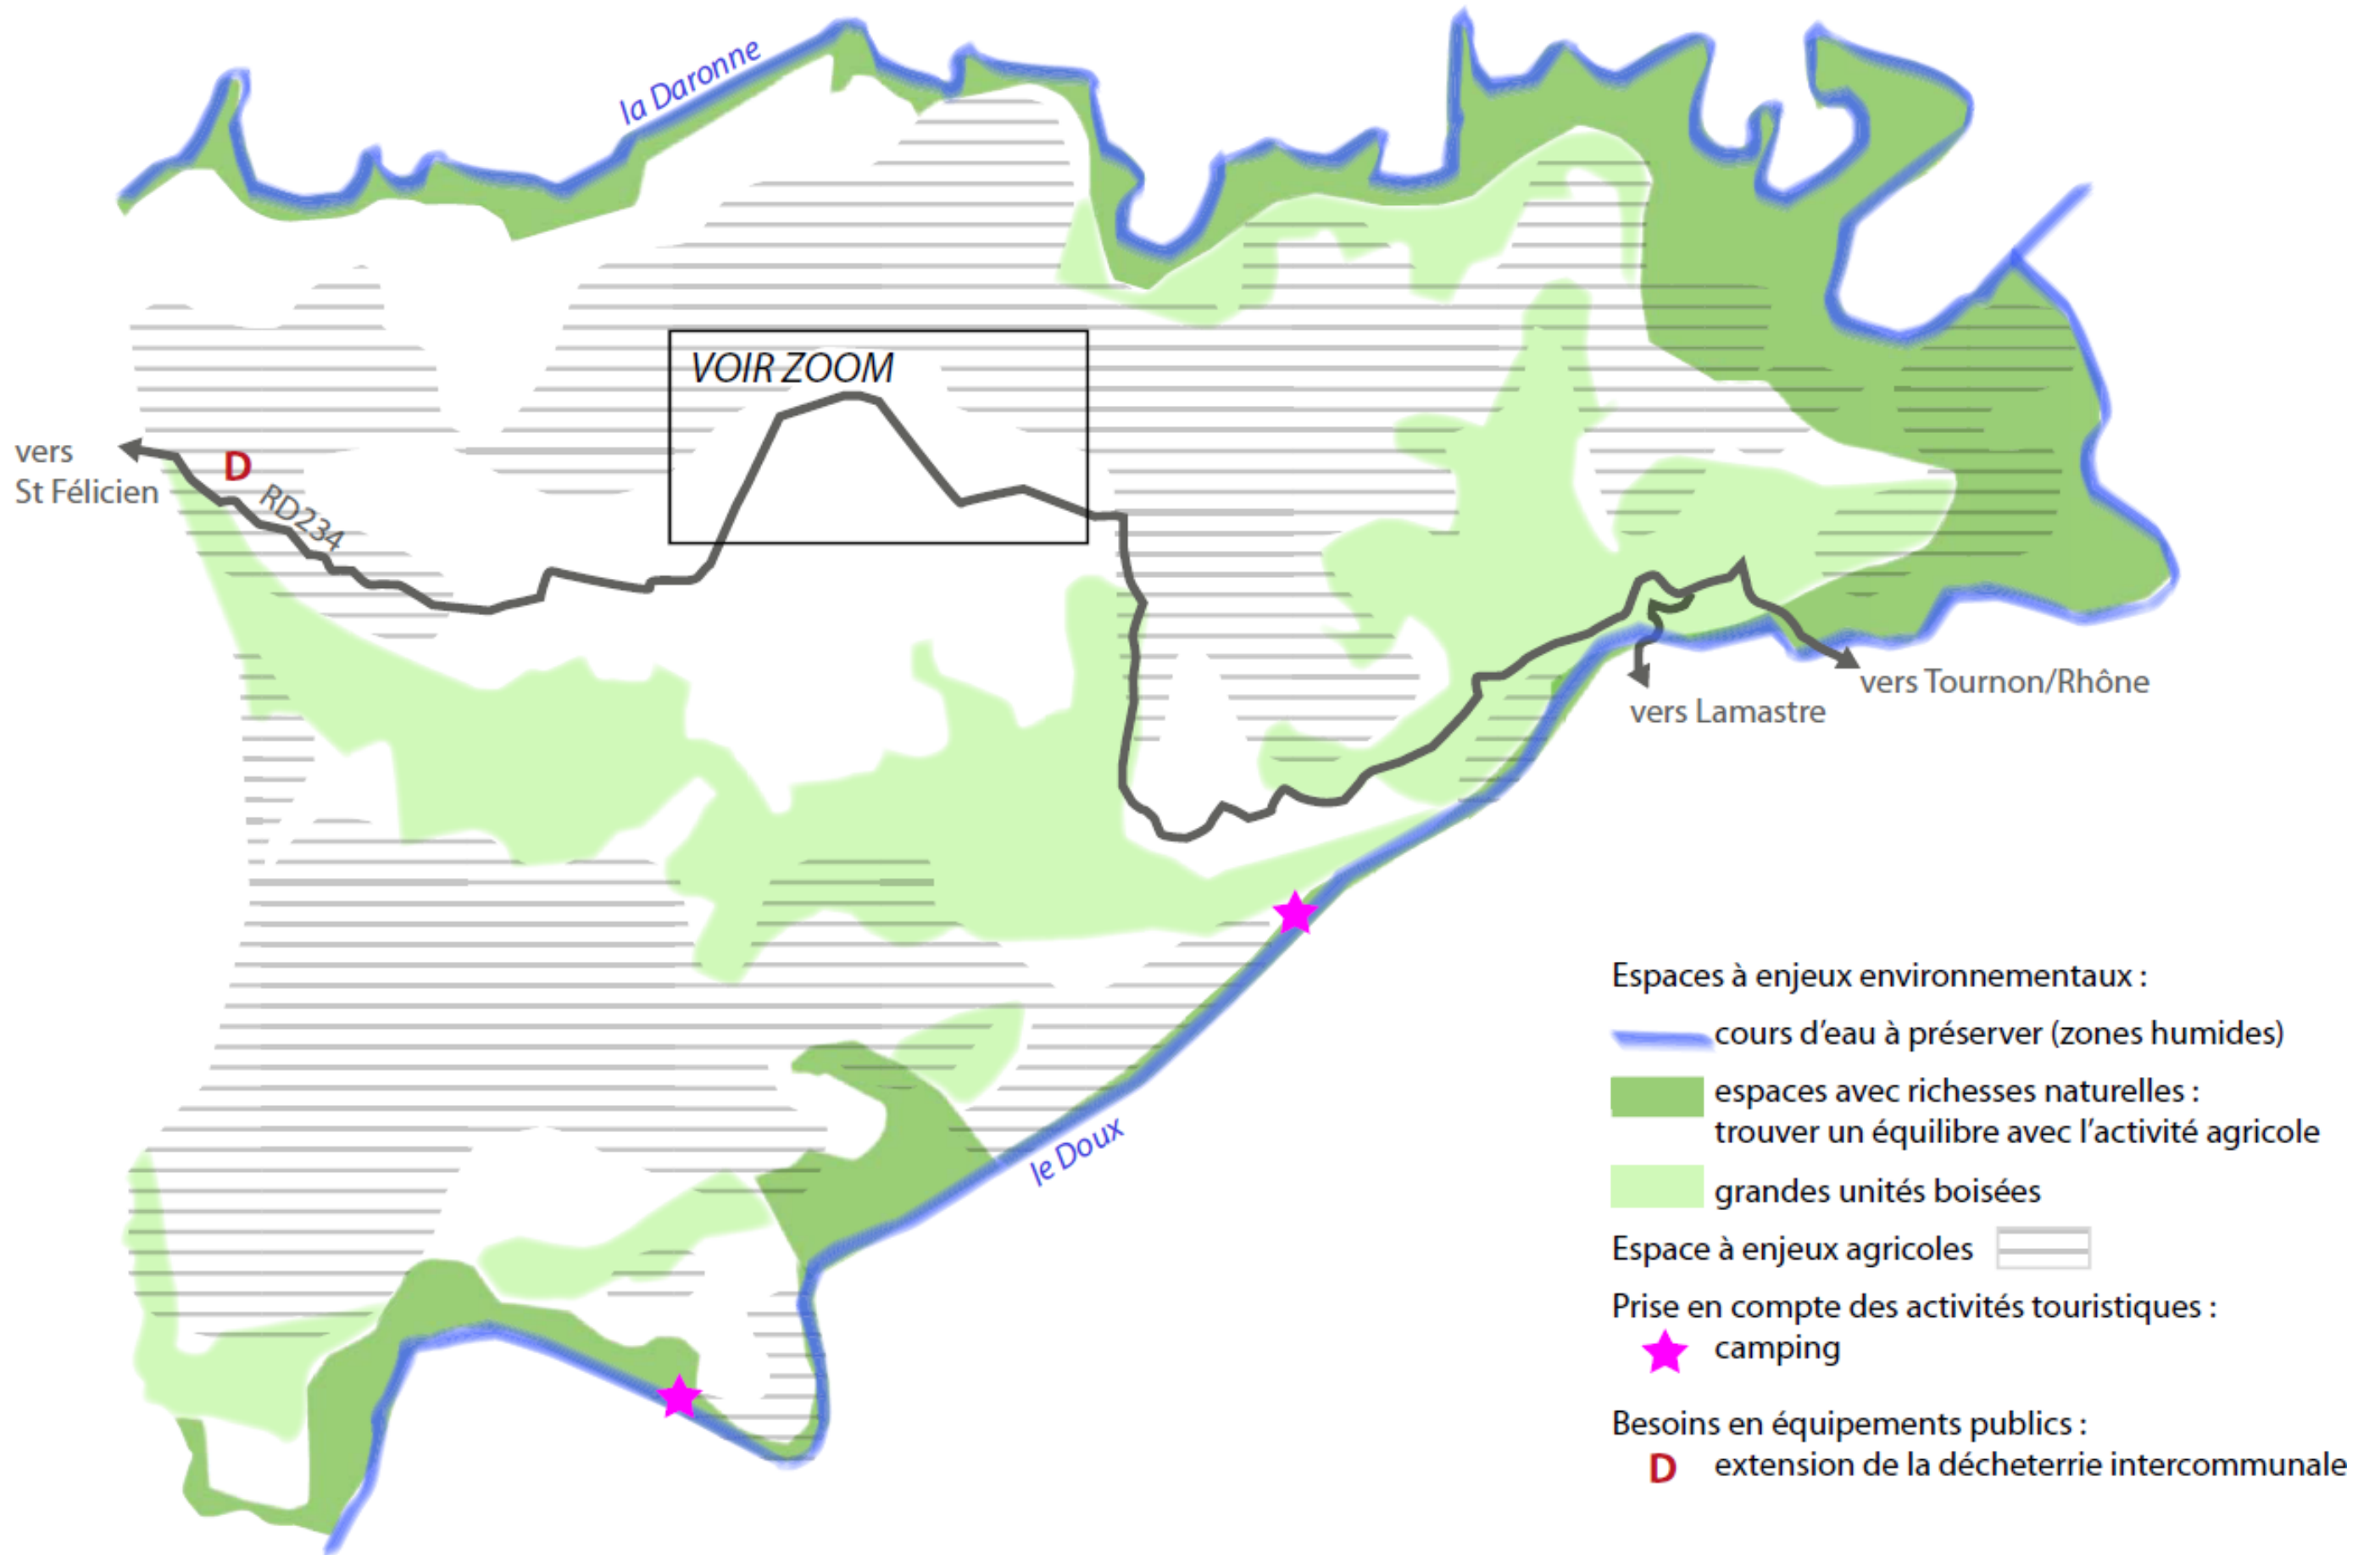 la Daronne
VOIR ZOOM
vers
St Félicien
D
RD234
vers Tournon/Rhône
vers Lamastre
le Doux
Espaces à enjeux environnementaux :
cours d'eau à préserver (zones humides)
espaces avec richesses naturelles :
trouver un équilibre avec l'activité agricole
grandes unités boisées
Espace à enjeux agricoles
Prise en compte des activités touristiques :
camping
Besoins en équipements publics :
D extension de la décheterrie intercommunale